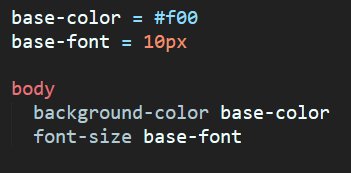 base-color = #f00
base-font = 10px
body
background-color base-color
font-size base-font